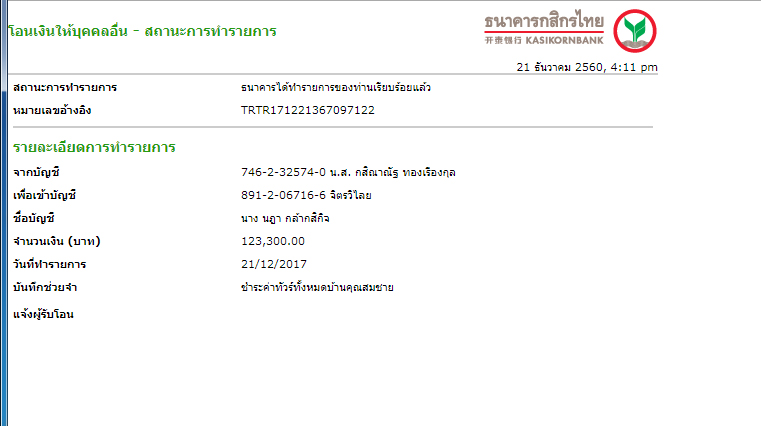 ธนาคารกสิกรไทย
开泰银行 KASIKORNBANK
โอนเงินให้บุคคลอื่น - สถานะการทำรายการ
21 ธันวาคม 2560, 4:11 pm
สถานะการทำรายการ ธนาคารได้ทำรายการของท่านเรียบร้อยแล้ว
หมายเลขอ้างอิง TRTR171221367097122
รายละเอียดการทำรายการ
จากบัญชี 746-2-32574-0 น.ส. กสิณาณัฐ ทองเรืองกุล
เพื่อเข้าบัญชี 891-2-06716-6 จิตรวิไลย
ชื่อบัญชี นาง นฎา กล้ากสิกิจ
จำนวนเงิน (บาท) 123,300.00
วันที่ทำรายการ 21/12/2017
บันทึกช่วยจำ ชำระค่าทัวร์ทั้งหมดบ้านคุณสมชาย
แจ้งผู้รับโอน